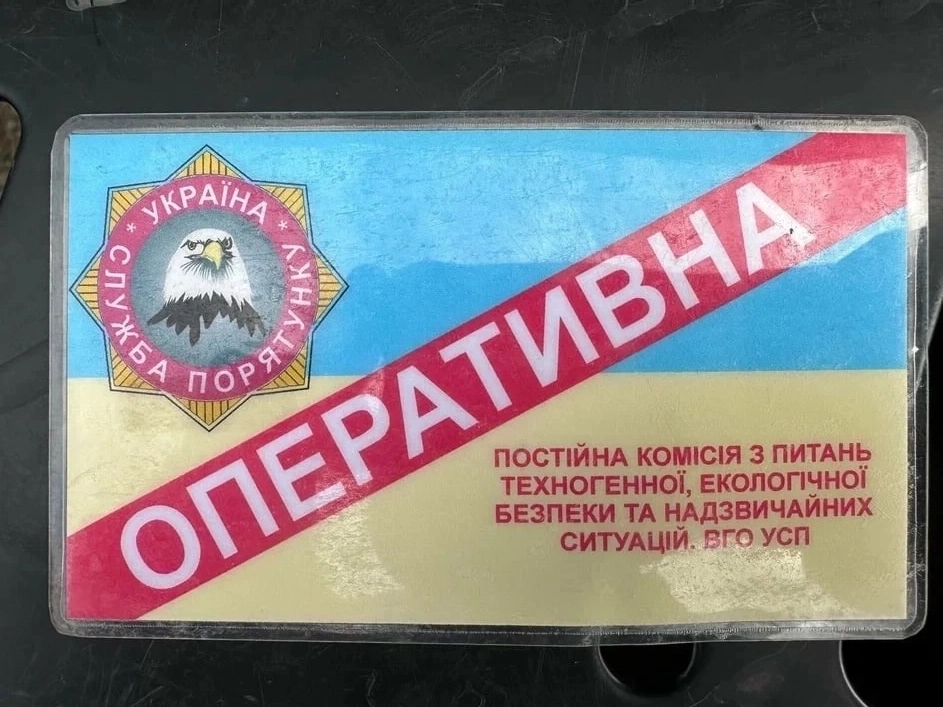 * УКРАЇНА *
СЛУЖБА ПОРЯТУНКУ
ОПЕРАТИВНА
ПОСТІЙНА КОМІСІЯ З ПИТАНЬ
ТЕХНОГЕННОЇ, ЕКОЛОГІЧНОЇ
БЕЗПЕКИ ТА НАДЗВИЧАЙНИХ
СИТУАЦІЙ. ВГО УСП